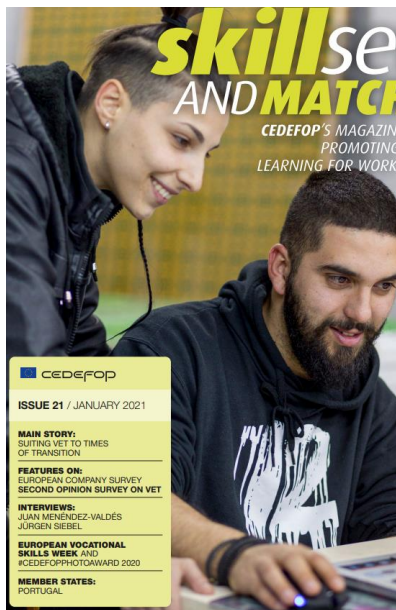 skillse
AND MATCH
CEDEFOP'S MAGAZIN
PROMOTING
LEARNING FOR WORK
CEDEFOP
ISSUE 21 / JANUARY 2021
MAIN STORY:
SUITING VET TO TIMES
OF TRANSITION
FEATURES ON:
EUROPEAN COMPANY SURVEY
SECOND OPINION SURVEY ON VET
INTERVIEWS:
JUAN MENÉNDEZ-VALDÉS
JÜRGEN SIEBEL
EUROPEAN VOCATIONAL
SKILLS WEEK AND
#CEDEFOPPHOTOAWARD 2020
MEMBER STATES:
PORTUGAL